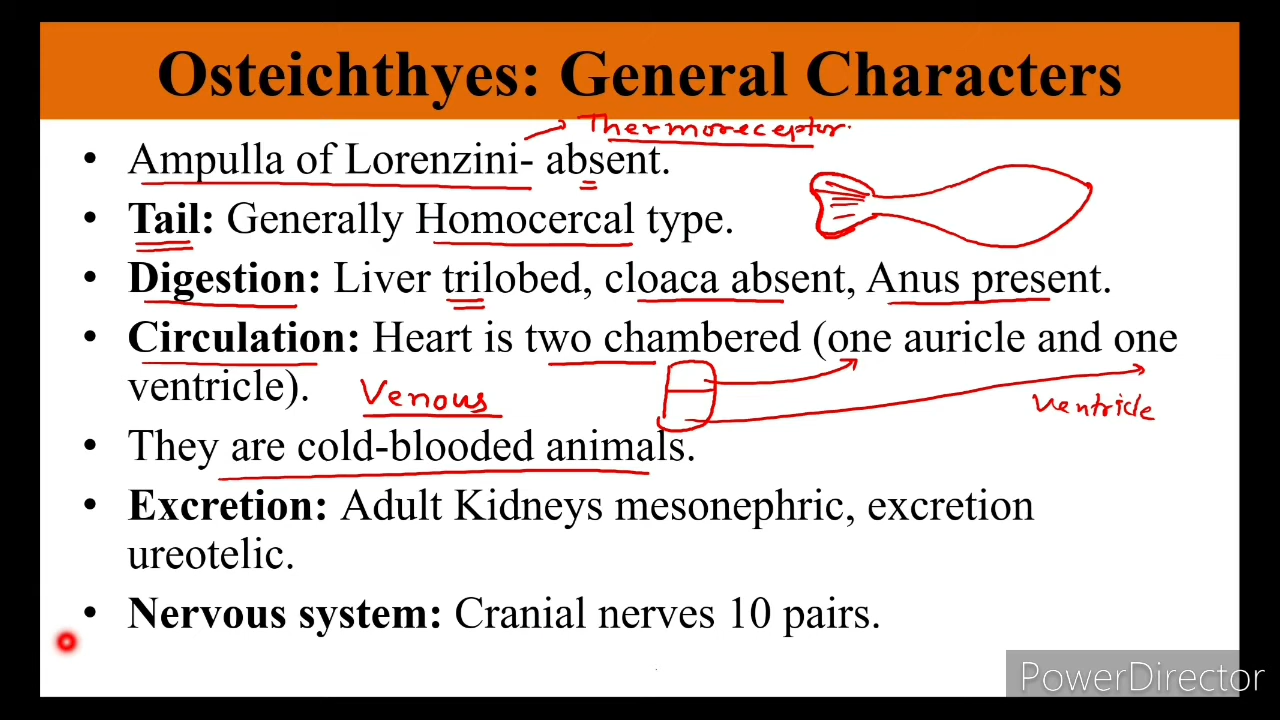 Osteichthyes: General Characters
Thermoreceptor.
• Ampulla of Lorenzini- absent.
• Tail: Generally Homocercal type.
• Digestion: Liver trilobed, cloaca absent, Anus present.
• Circulation: Heart is two chambered (one auricle and one
ventricle). Venous
Ventricle
• They are cold-blooded animals.
• Excretion: Adult Kidneys mesonephric, excretion
ureotelic.
• Nervous system: Cranial nerves 10 pairs.
PowerDirector